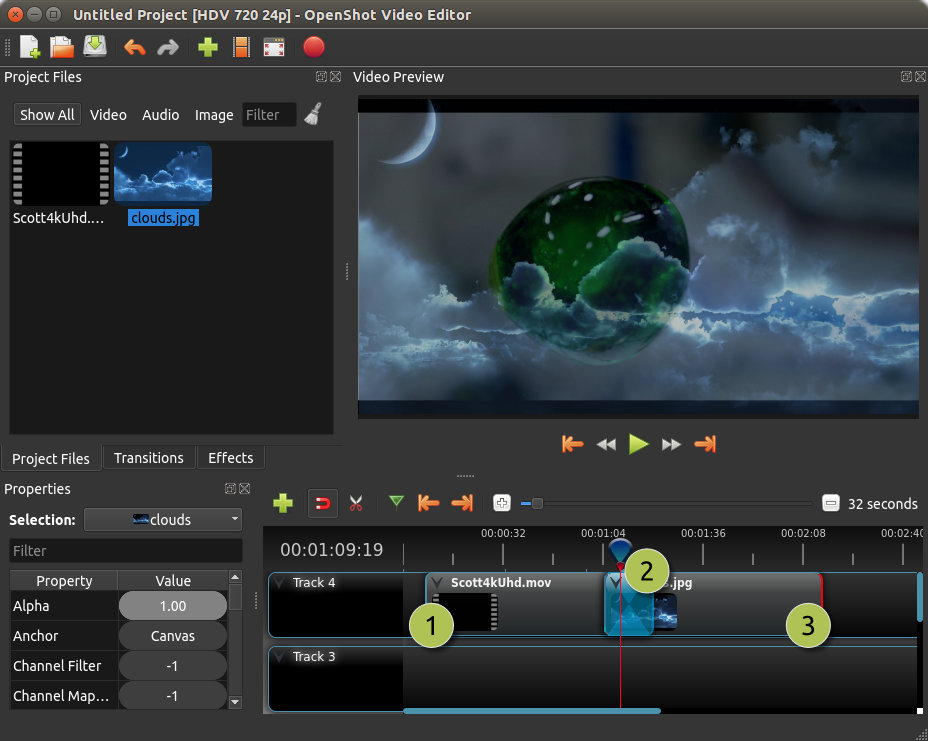 Untitled Project [HDV 720 24p] - OpenShot Video Editor
Project Files
Video Preview
Show All Video Audio Image Filter
Scott4kUhd.... clouds.jpg
Project Files Transitions Effects
Properties
32 seconds
Selection: clouds
Filter
00:01:09:19 00:00:32 00:01:04 00:01:36 00:02:08 00:02:40
Property Value
Alpha 1.00
Anchor Canvas
Channel Filter -1
Channel Map... -1
Track 4 Scott4kUhd.mov s.jpg
1 2 3
Track 3